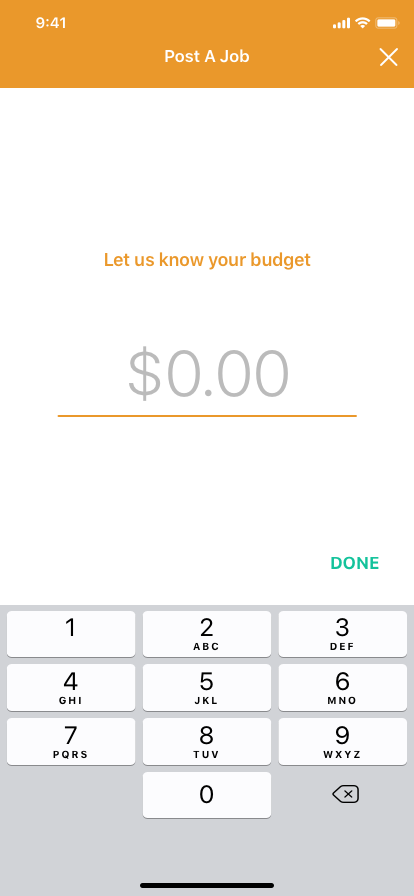 9:41
Post A Job
Let us know your budget
$0.00
DONE
1
2
ABC
3
DEF
4
GHI
5
JKL
6
MNO
7
PQRS
8
TUV
9
WXYZ
0